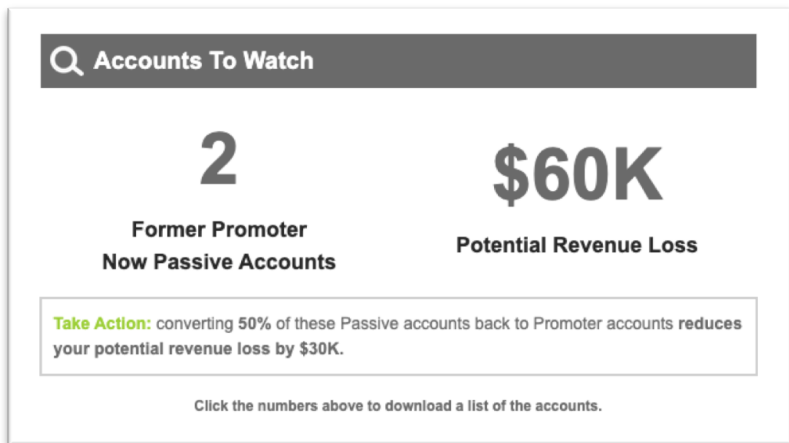 Accounts To Watch
2
Former Promoter
Now Passive Accounts
$60K
Potential Revenue Loss
Take Action: converting 50% of these Passive accounts back to Promoter accounts reduces
your potential revenue loss by $30K.
Click the numbers above to download a list of the accounts.